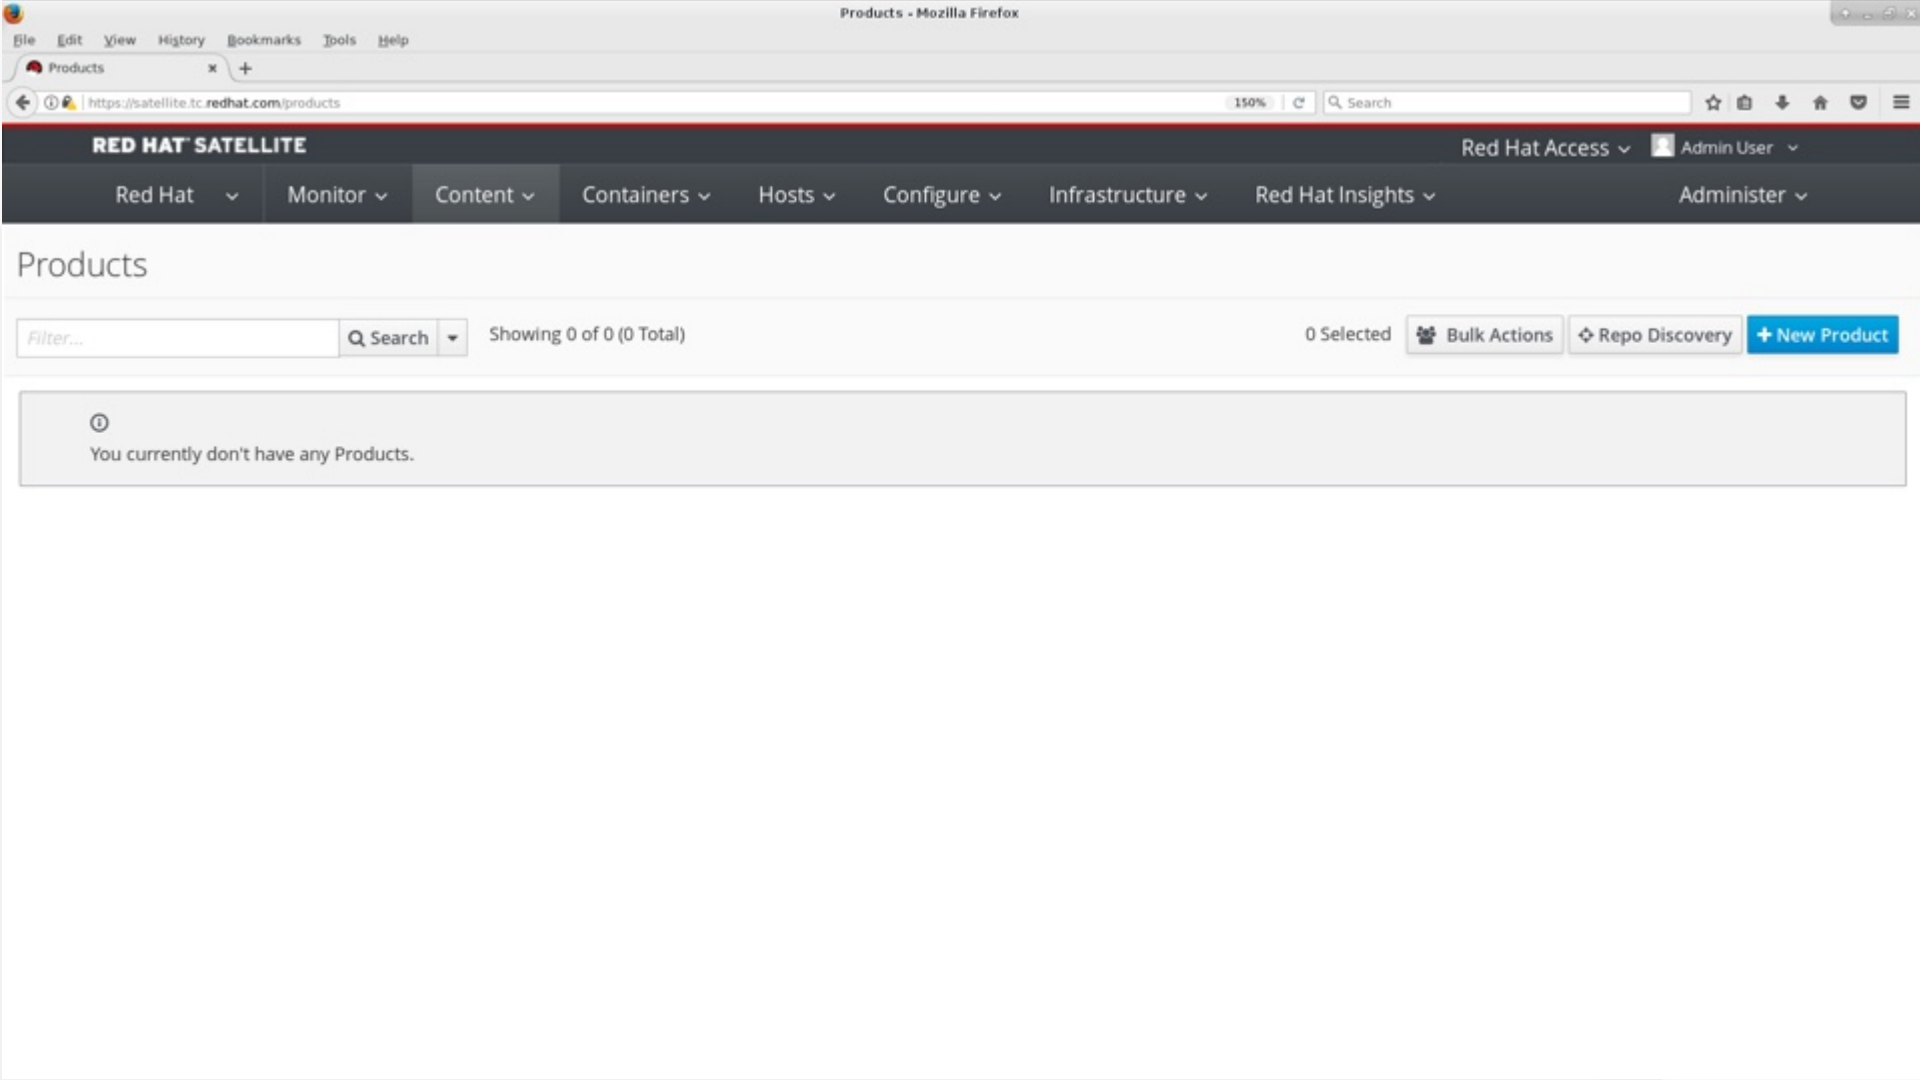 Products - Mozilla Firefox
File Edit View History Bookmarks Tools Help
Products
https://satellite.tc.redhat.com/products 150% Search
RED HAT SATELLITE Red Hat Access Admin User
Red Hat Monitor Content Containers Hosts Configure Infrastructure Red Hat Insights Administer
Products
Filter... Search Showing 0 of 0 (0 Total) 0 Selected Bulk Actions Repo Discovery + New Product
You currently don't have any Products.